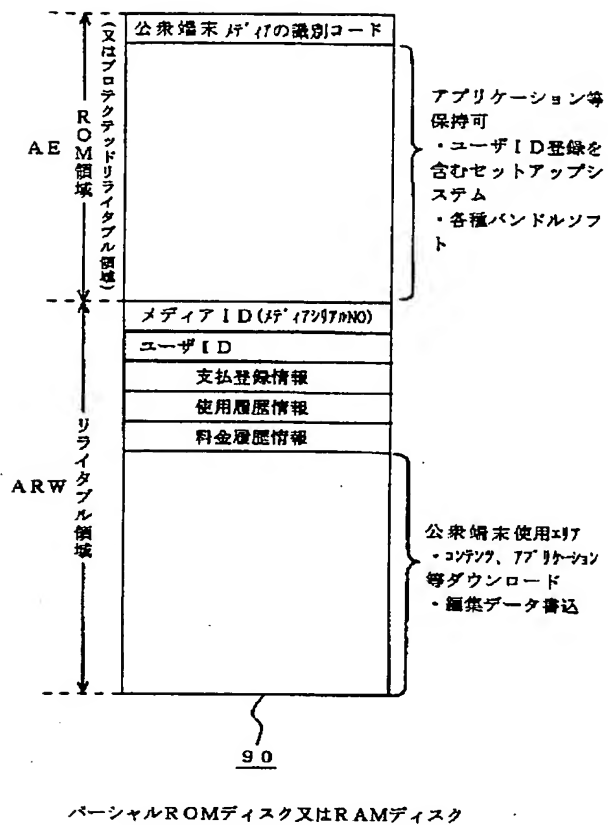 公衆端末メディアの識別コード
AE
ROM領域
(又はプロテクテッドリライタブル領域)
アプリケーション等
保持可
・ユーザID登録を
含むセットアップシ
ステム
・各種バンドルソフ
ト
メディアID(メディアシリアルNO)
ユーザID
支払登録情報
使用履歴情報
料金履歴情報
ARW
リライタブル領域
公衆端末使用エリア
・コンテンツ、アプリケーション
等ダウンロード
・編集データ書込
90
パーシャルROMディスク又はRAMディスク